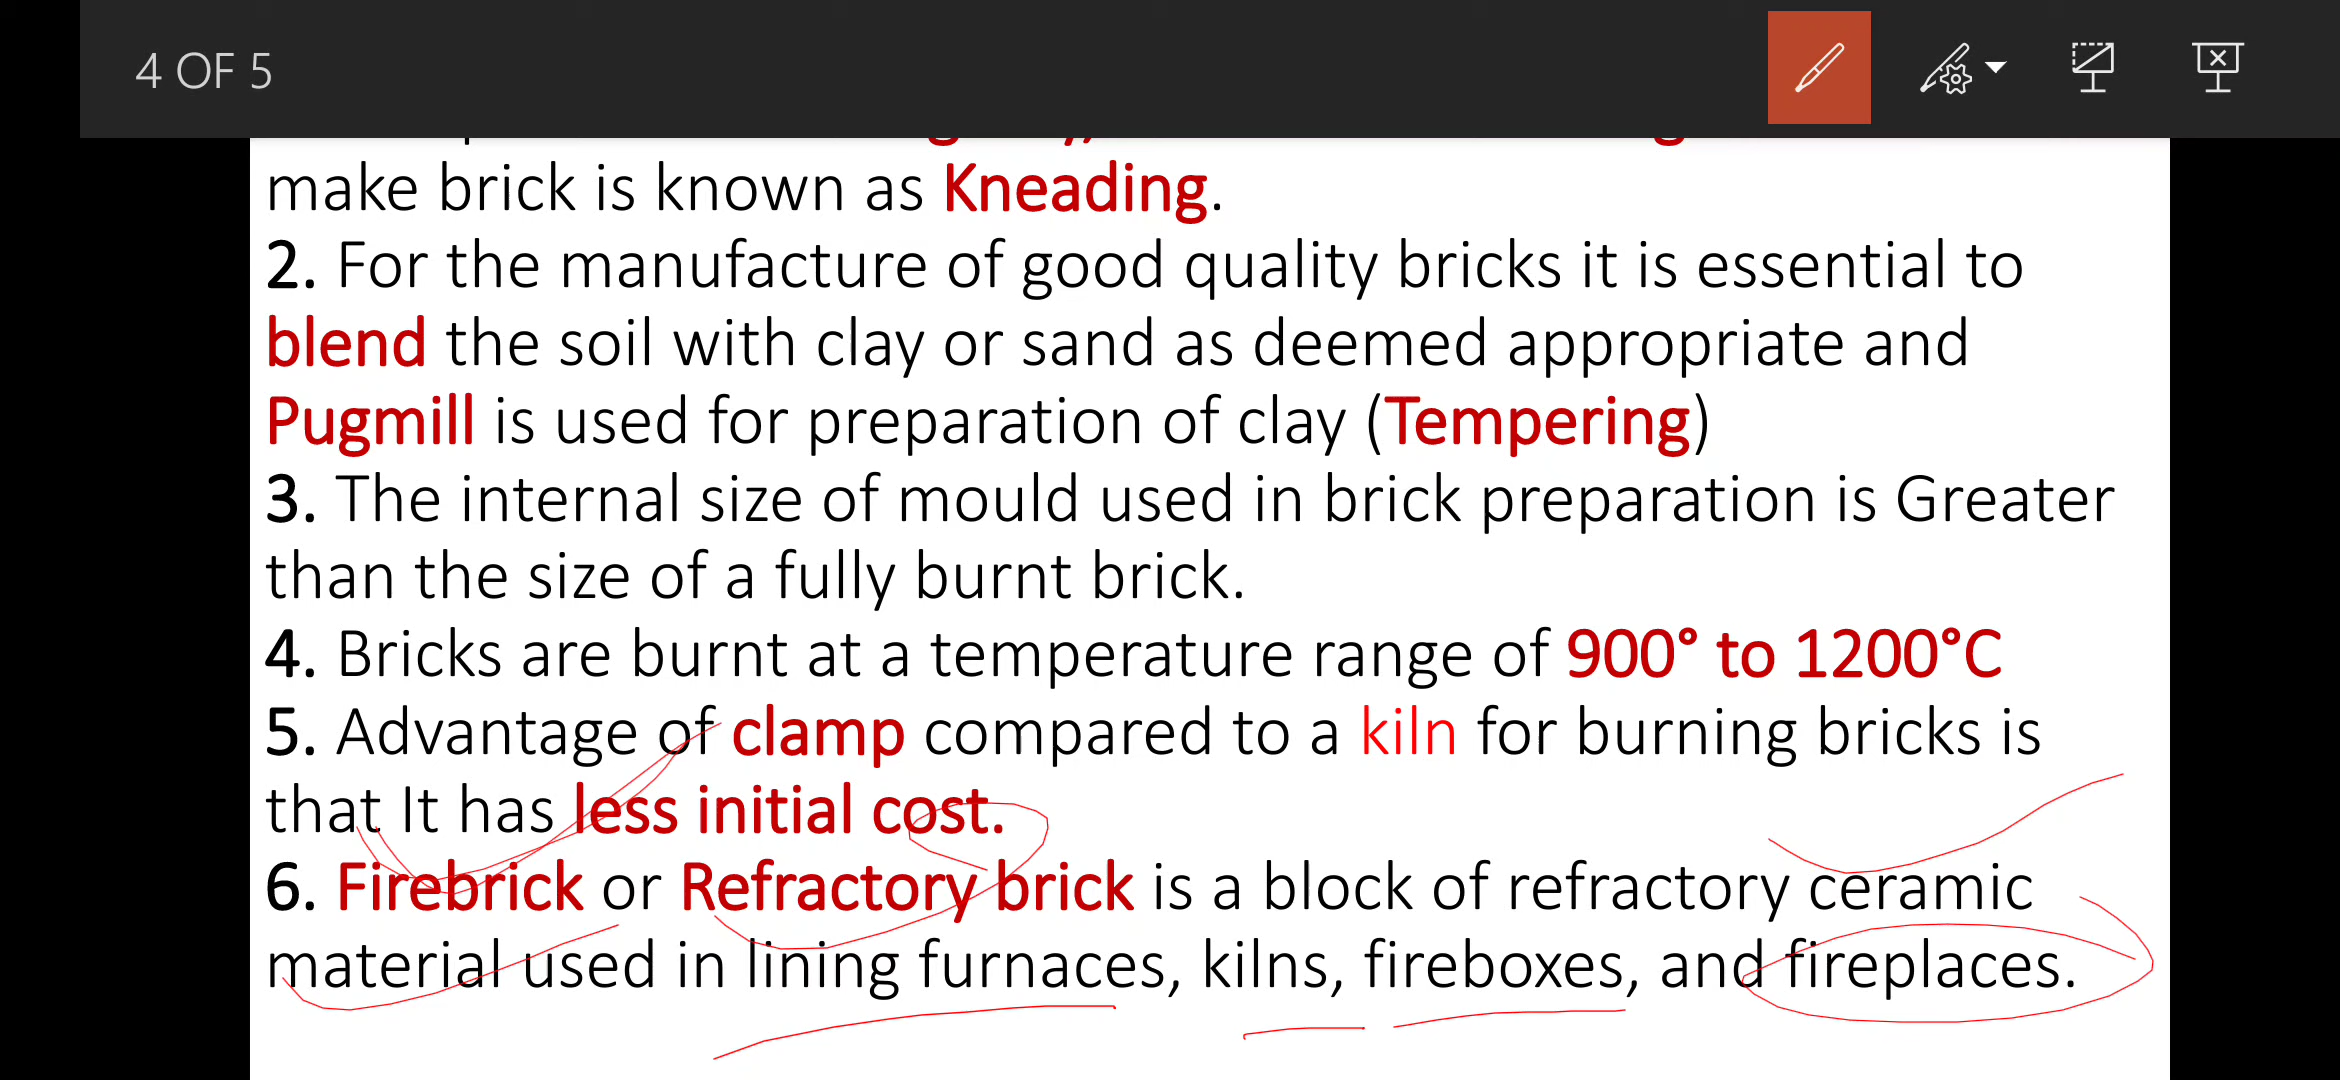 4 OF 5
make brick is known as Kneading.
2. For the manufacture of good quality bricks it is essential to
blend the soil with clay or sand as deemed appropriate and
Pugmill is used for preparation of clay (Tempering)
3. The internal size of mould used in brick preparation is Greater
than the size of a fully burnt brick.
4. Bricks are burnt at a temperature range of 900° to 1200°C
5. Advantage of clamp compared to a kiln for burning bricks is
that It has less initial cost.
6. Firebrick or Refractory brick is a block of refractory ceramic
material used in lining furnaces, kilns, fireboxes, and fireplaces.